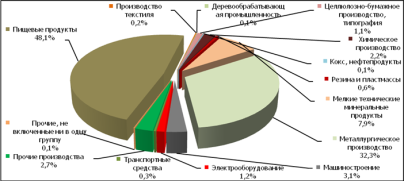 Производство
текстиля
0,2%
Деревообрабатывающ
ая промышленность
0,1%
Целлюлозно-бумажное
производство,
типография
1,1%
Химическое
производство
2,2%
Кокс, нефтепродукты
0,1%
Резина и пластмассы
0,6%
Мелкие технические
минеральные
продукты
7,9%
Металлургическое
производство
32,3%
Машиностроение
3,1%
Электрооборудование
1,2%
Транспортные
средства
0,3%
Прочие производства
2,7%
Прочие, не
включенные ни в одну
группу
0,1%
Пищевые продукты
48,1%